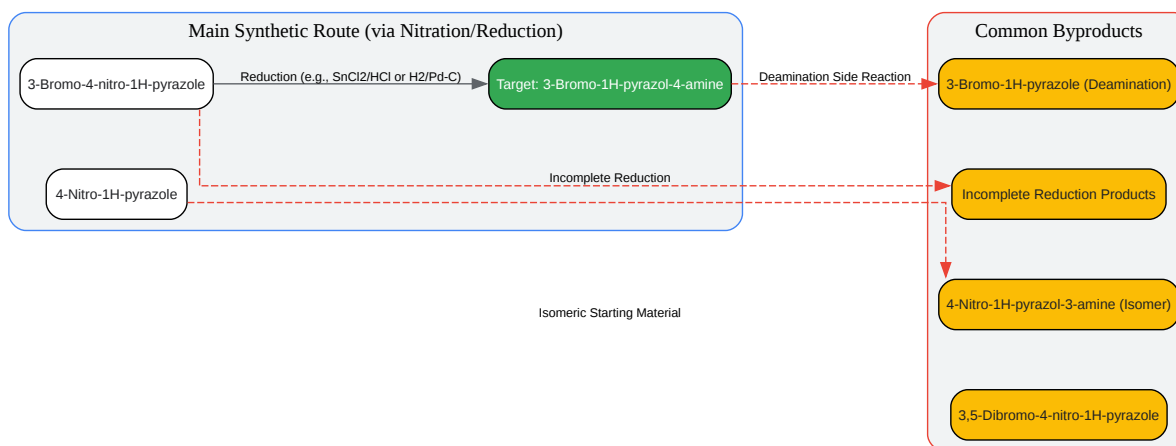 Main Synthetic Route (via Nitration/Reduction)
Common Byproducts
3-Bromo-4-nitro-1H-pyrazole
Reduction (e.g., SnCl2/HCl or H2/Pd-C)
Target: 3-Bromo-1H-pyrazol-4-amine
Deamination Side Reaction
3-Bromo-1H-pyrazole (Deamination)
4-Nitro-1H-pyrazole
Incomplete Reduction
Incomplete Reduction Products
Isomeric Starting Material
4-Nitro-1H-pyrazol-3-amine (Isomer)
3,5-Dibromo-4-nitro-1H-pyrazole